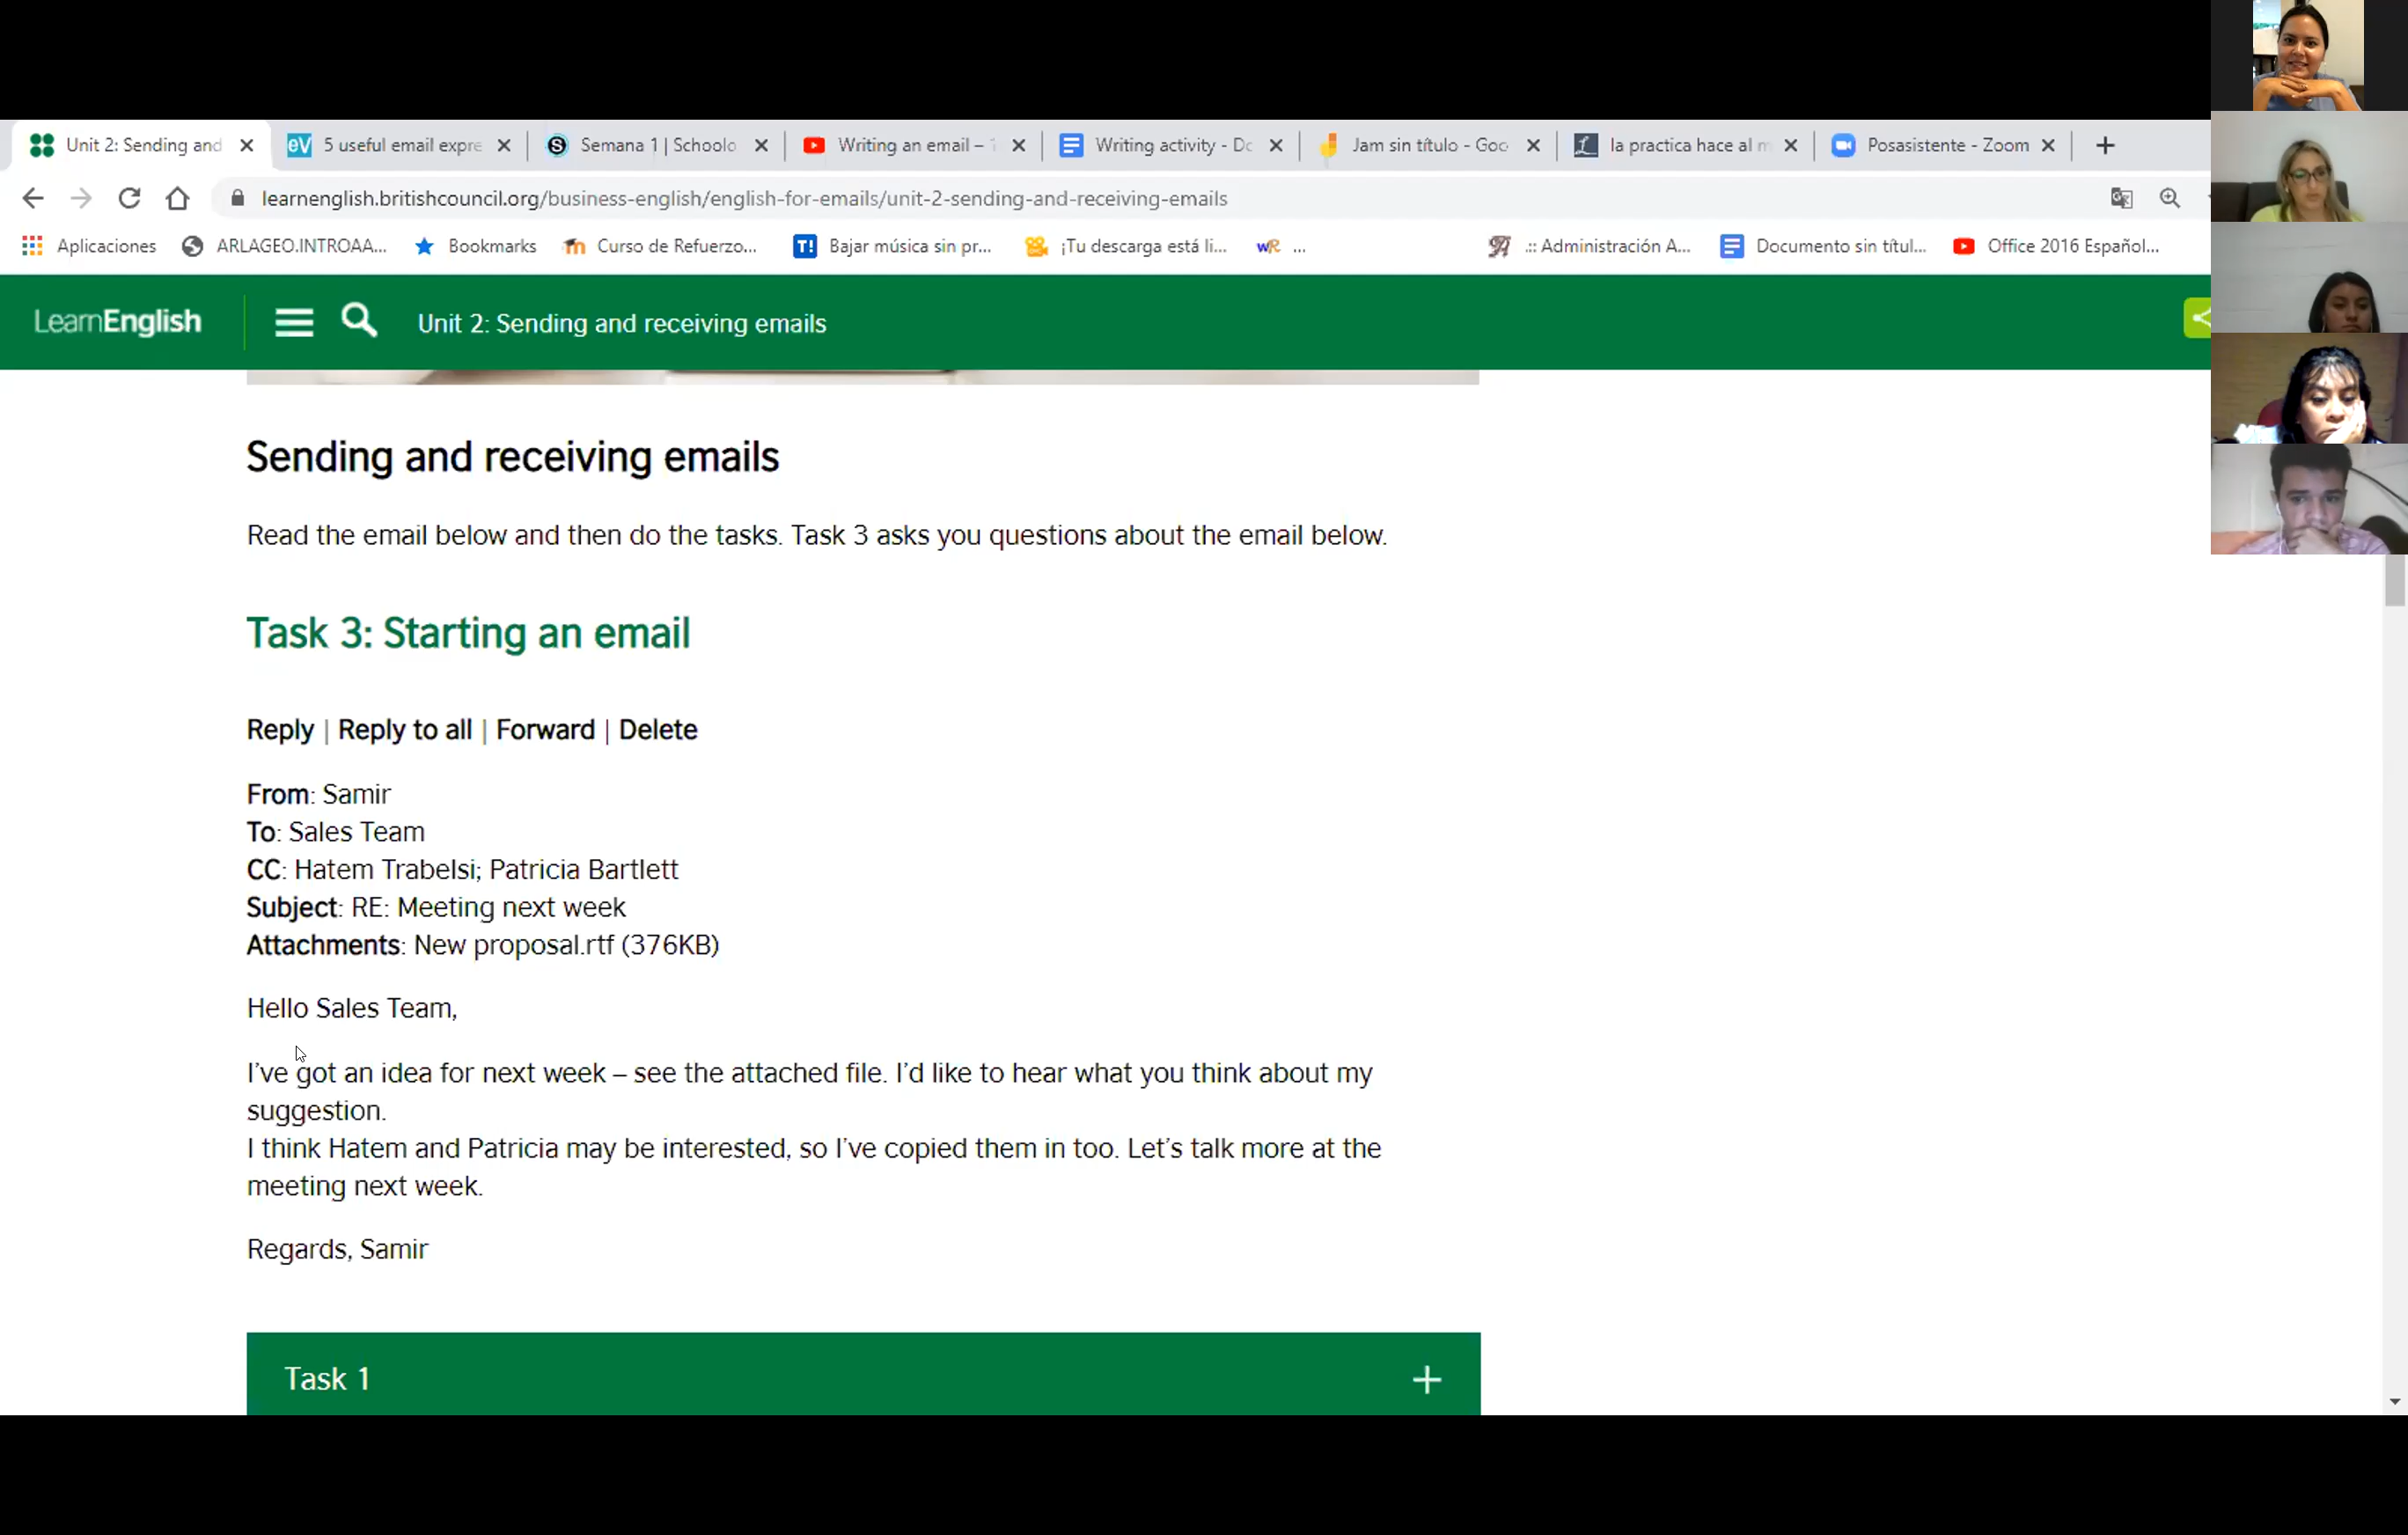 Unit 2: Sending and
eV 5 useful email expre
S Semana 1 | Schoolo
Writing an email –
Writing activity - Do
Jam sin título - Goo
L la practica hace al m
Posasistente - Zoom
learnenglish.britishcouncil.org/business-english/english-for-emails/unit-2-sending-and-receiving-emails
Aplicaciones
ARLAGEO.INTROAA...
Bookmarks
Curso de Refuerzo...
T! Bajar música sin pr...
¡Tu descarga está li...
wR ...
.:: Administración A...
Documento sin títul...
Office 2016 Español...
LearnEnglish
Unit 2: Sending and receiving emails
Sending and receiving emails
Read the email below and then do the tasks. Task 3 asks you questions about the email below.
Task 3: Starting an email
Reply | Reply to all | Forward | Delete
From: Samir
To: Sales Team
CC: Hatem Trabelsi; Patricia Bartlett
Subject: RE: Meeting next week
Attachments: New proposal.rtf (376KB)
Hello Sales Team,
I've got an idea for next week – see the attached file. I'd like to hear what you think about my
suggestion.
I think Hatem and Patricia may be interested, so I've copied them in too. Let's talk more at the
meeting next week.
Regards, Samir
Task 1